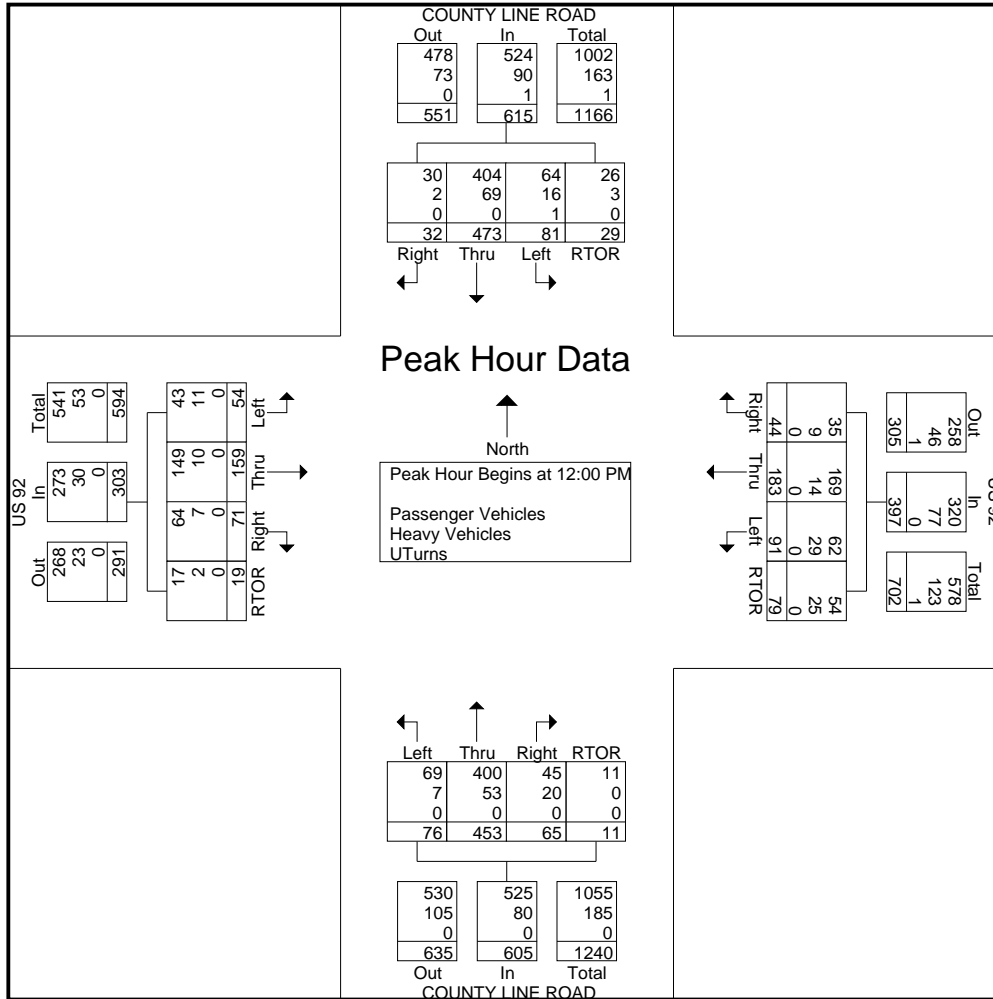 COUNTY LINE ROAD
Out In Total
478 524 1002
73 90 163
0 1 1
551 615 1166
30 404 64 26
2 69 16 3
0 0 1 0
32 473 81 29
Right Thru Left RTOR
Peak Hour Data
North
Peak Hour Begins at 12:00 PM
Passenger Vehicles
Heavy Vehicles
UTurns
US 92
Out In Total
268 273 541
23 30 53
0 0 0
291 303 594
43 149 64 17
11 10 7 2
0 0 0 0
54 159 71 19
Left Thru Right RTOR
Right Thru Left RTOR
44 183 91 79
0 0 0 0
9 14 29 25
35 169 62 54
Out In Total
258 320 578
46 77 123
1 0 1
305 397 702
Left Thru Right RTOR
69 400 45 11
7 53 20 0
0 0 0 0
76 453 65 11
530 525 1055
105 80 185
0 0 0
635 605 1240
Out In Total
COUNTY LINE ROAD